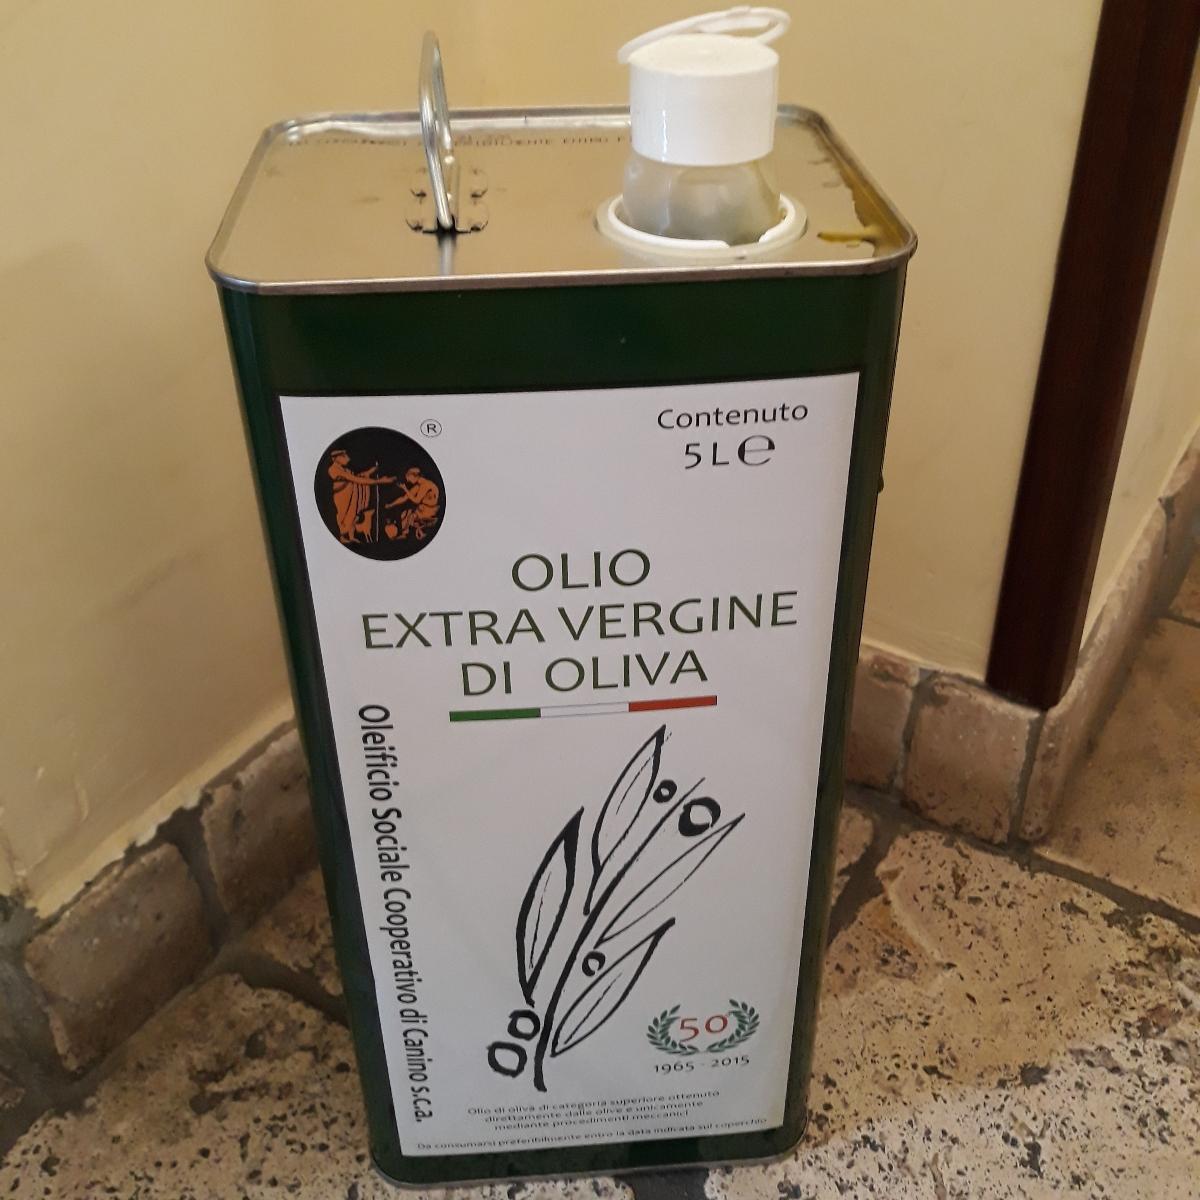 ®
Contenuto
5 L e
OLIO
EXTRA VERGINE
DI OLIVA
Oleificio Sociale Cooperativo di Canino s.c.a.
50
1965 - 2015
Olio di oliva di categoria superiore ottenuto
direttamente dalle olive e unicamente
mediante procedimenti meccanici
Da consumarsi preferibilmente entro la data indicata sul coperchio